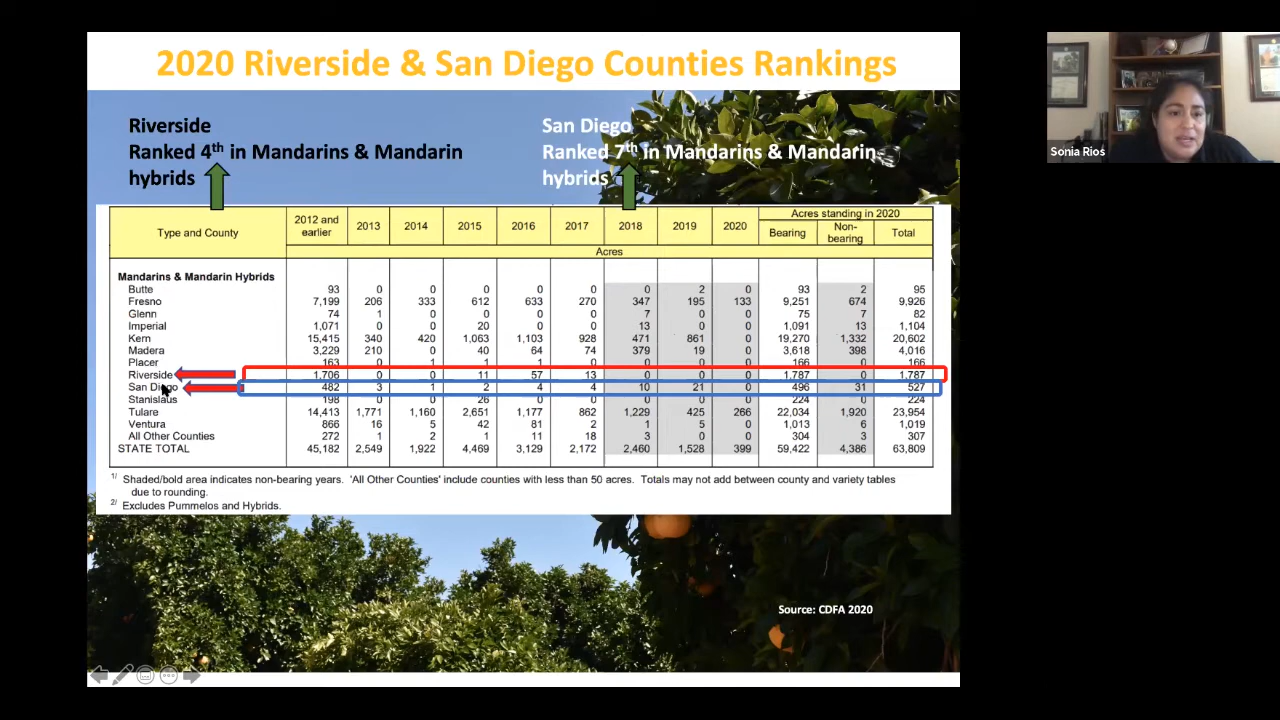 2020 Riverside & San Diego Counties Rankings
Sonia Rios
Riverside
Ranked 4th in Mandarins & Mandarin
hybrids
San Diego
Ranked 7th in Mandarins & Mandarin
hybrids
Type and County 2012 and earlier 2013 2014 2015 2016 2017 2018 2019 2020 Acres standing in 2020
Bearing Non-bearing Total
Acres
Mandarins & Mandarin Hybrids
Butte 93 0 0 0 0 0 0 2 0 93 2 95
Fresno 7,199 206 333 612 633 270 347 195 133 9,251 674 9,926
Glenn 74 1 0 0 0 0 7 0 0 75 7 82
Imperial 1,071 0 0 20 0 0 13 0 0 1,091 13 1,104
Kern 15,415 340 420 1,063 1,103 928 471 861 0 19,270 1,332 20,602
Madera 3,229 210 0 40 64 74 379 19 0 3,618 398 4,016
Placer 163 0 1 1 1 0 0 0 0 166 0 166
Riverside 1,706 0 0 11 57 13 0 0 0 1,787 0 1,787
San Diego 482 3 1 2 4 4 10 21 0 496 31 527
Stanislaus 198 0 0 26 0 0 0 0 0 224 0 224
Tulare 14,413 1,771 1,160 2,651 1,177 862 1,229 425 266 22,034 1,920 23,954
Ventura 866 16 5 42 81 2 1 5 0 1,013 6 1,019
All Other Counties 272 1 2 1 11 18 3 0 0 304 3 307
STATE TOTAL 45,182 2,549 1,922 4,469 3,129 2,172 2,460 1,528 399 59,422 4,386 63,809
1/ Shaded/bold area indicates non-bearing years. 'All Other Counties' include counties with less than 50 acres. Totals may not add between county and variety tables
due to rounding.
2/ Excludes Pummelos and Hybrids.
Source: CDFA 2020